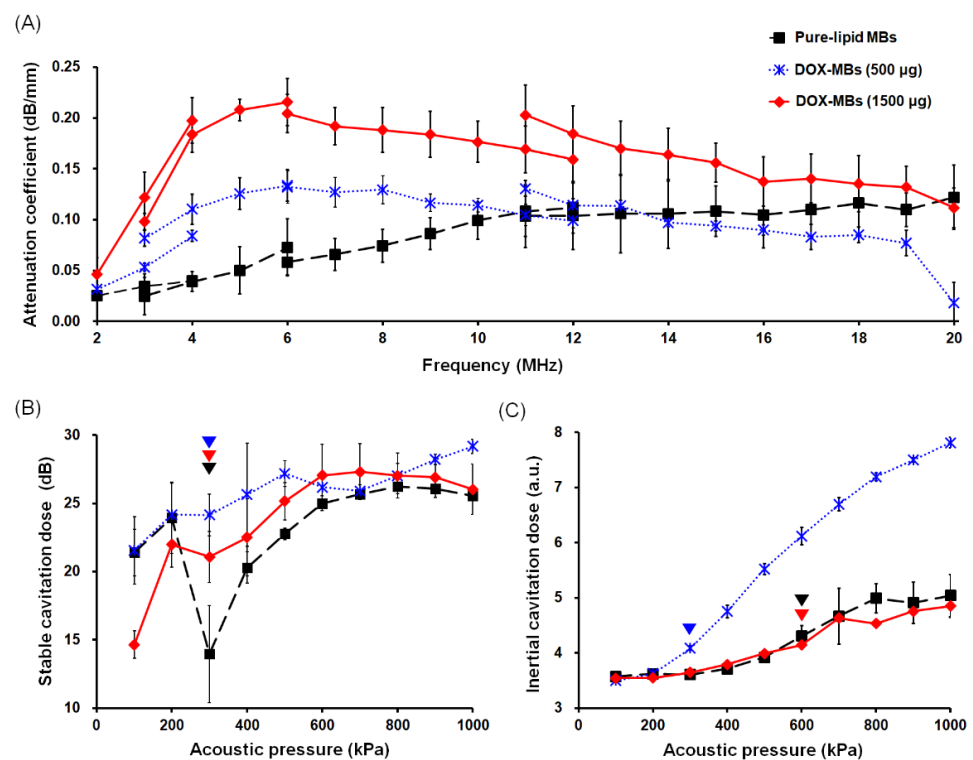 (A)
Pure-lipid MBs
DOX-MBs (500 µg)
DOX-MBs (1500 µg)
Attenuation coefficient (dB/mm)
0.25
0.20
0.15
0.10
0.05
0.00
2 4 6 8 10 12 14 16 18 20
Frequency (MHz)
(B)
Stable cavitation dose (dB)
30
25
20
15
10
0 200 400 600 800 1000
Acoustic pressure (kPa)
(C)
Inertial cavitation dose (a.u.)
8
7
6
5
4
3
0 200 400 600 800 1000
Acoustic pressure (kPa)